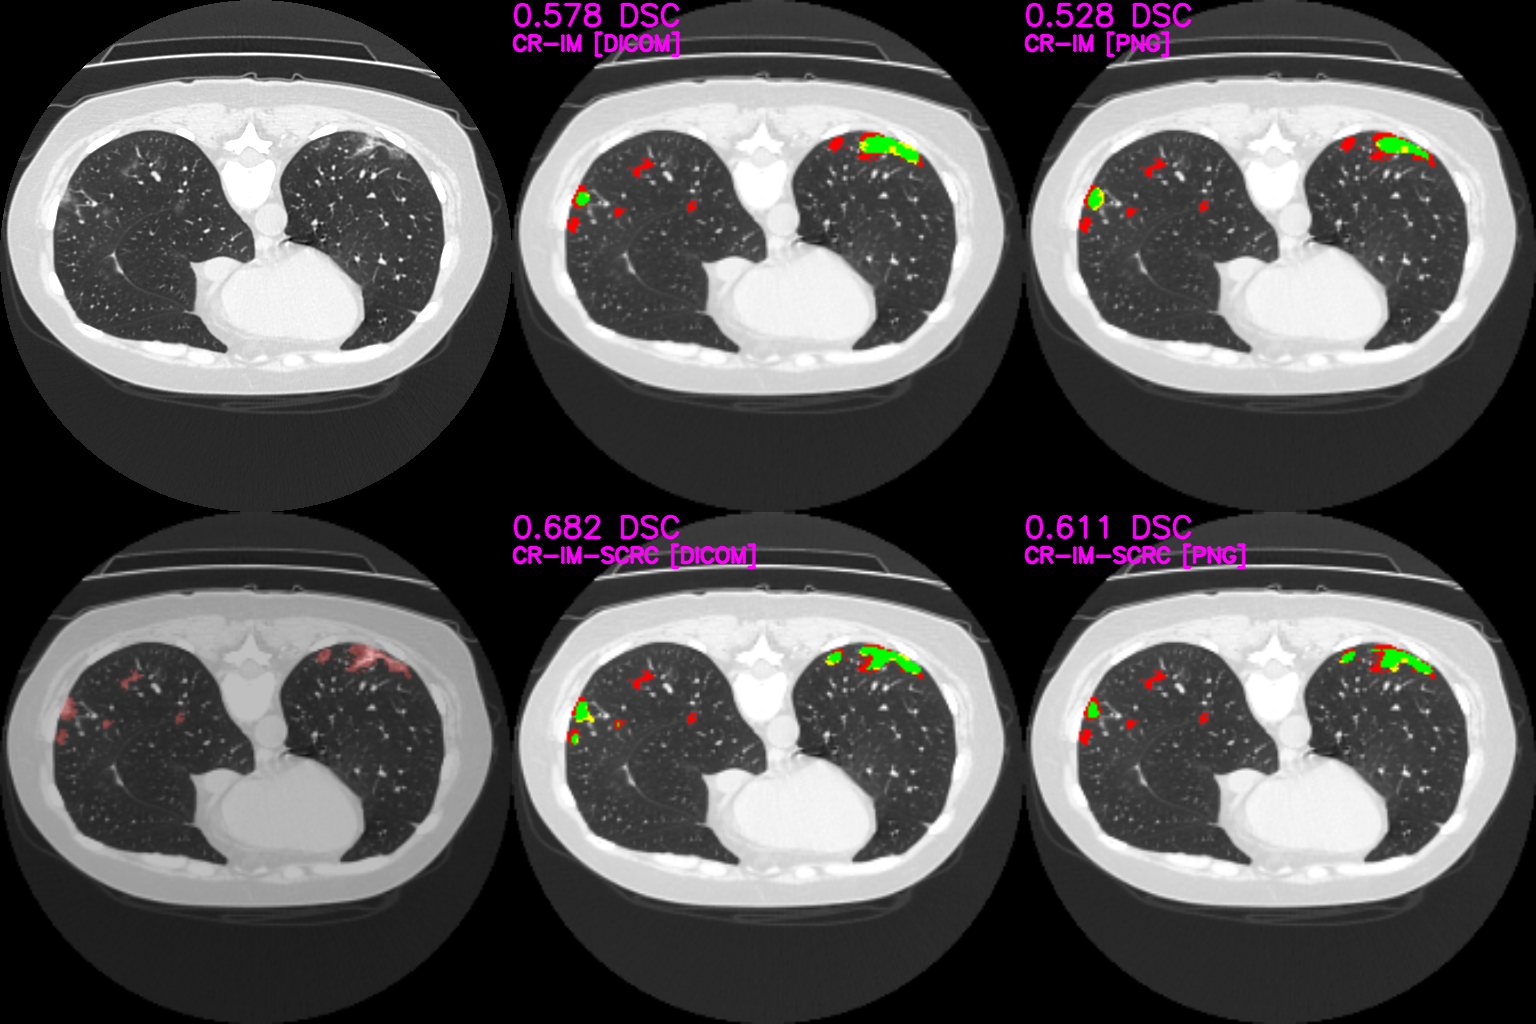 0.578 DSC
CR-IM [DICOM]
0.528 DSC
CR-IM [PNG]
0.682 DSC
CR-IM-SCRC [DICOM]
0.611 DSC
CR-IM-SCRC [PNG]